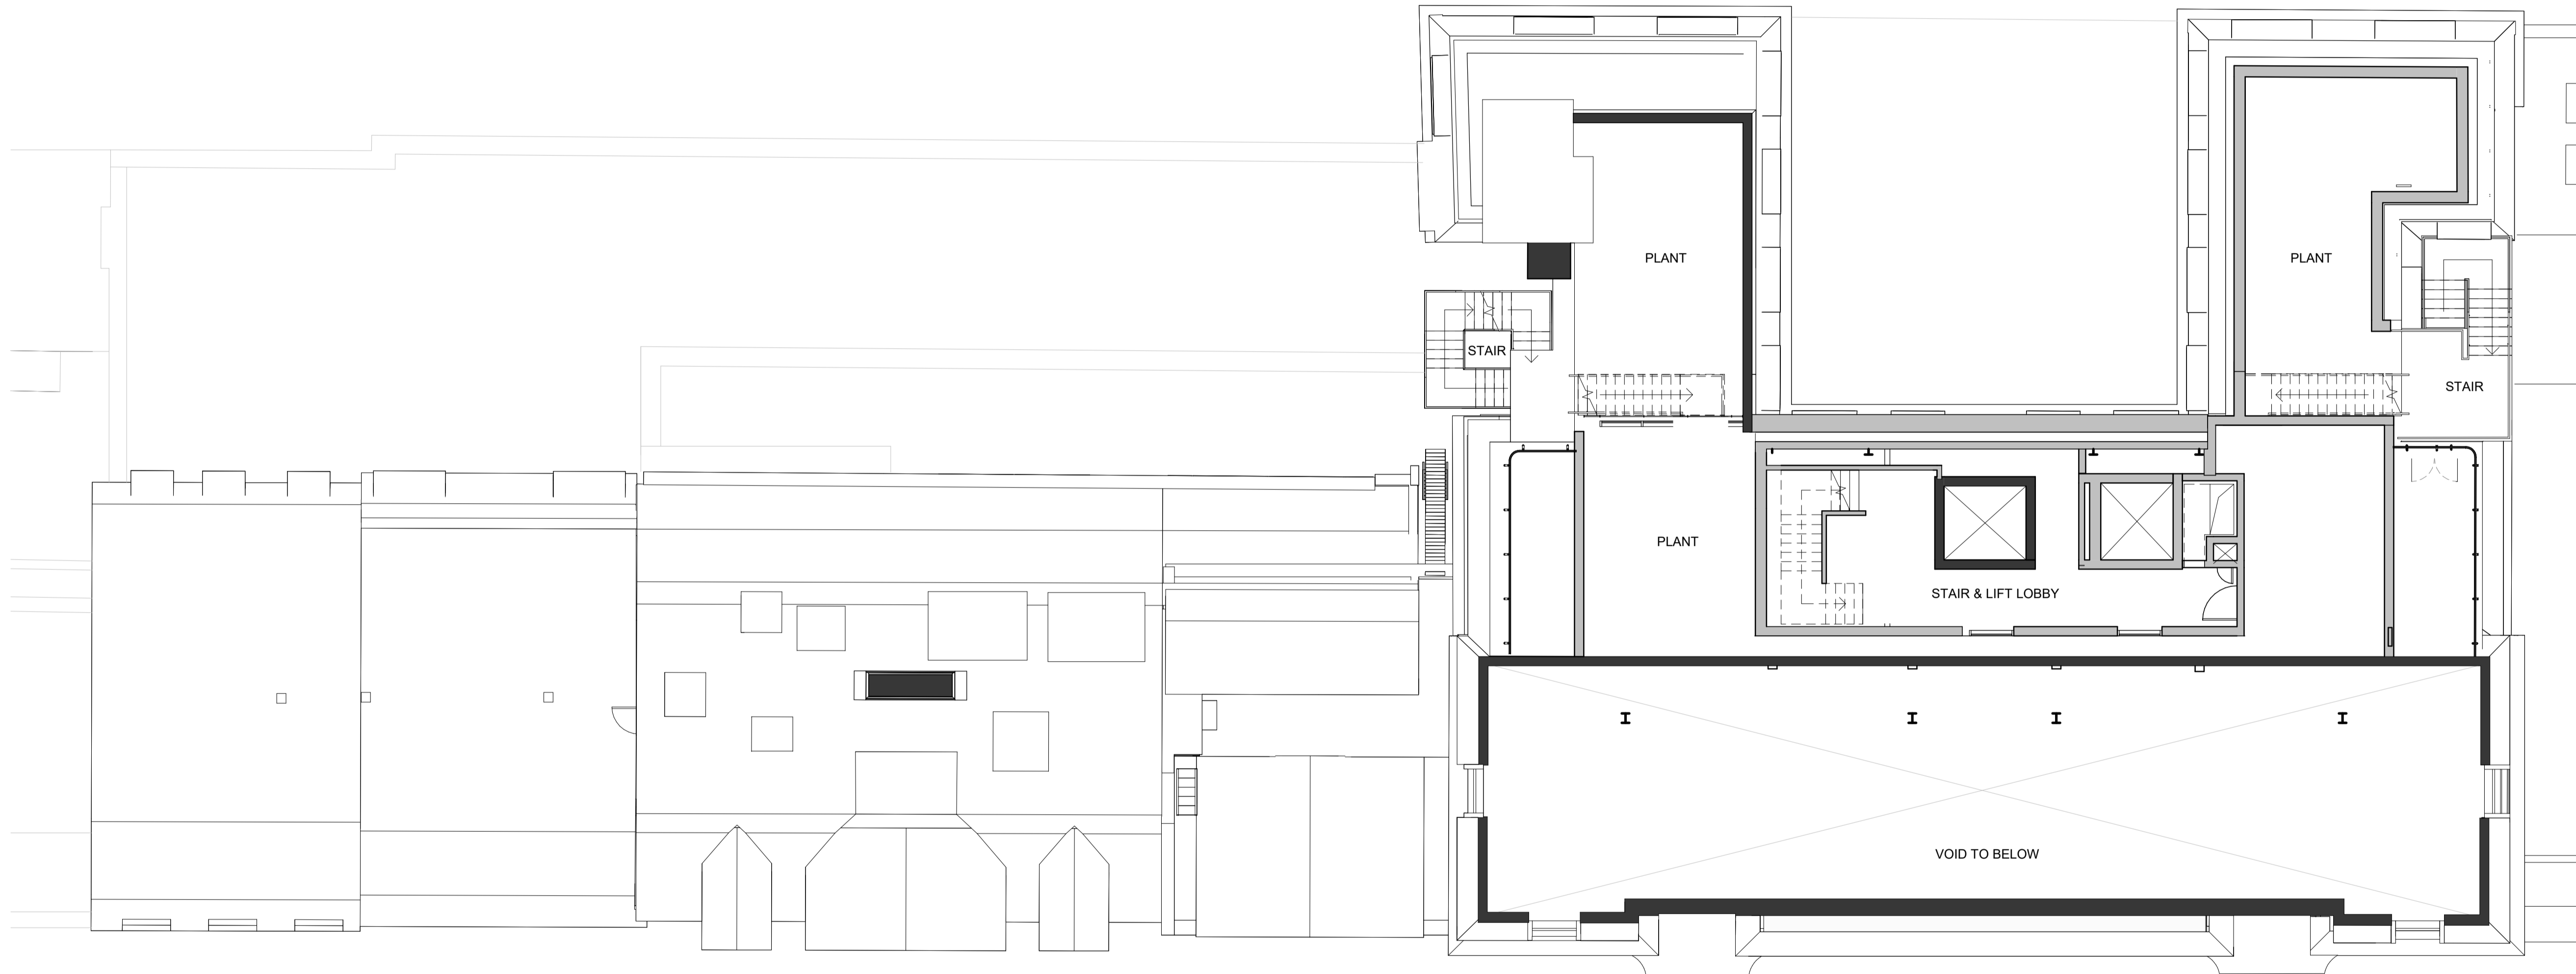 PLANT
PLANT
STAIR
STAIR
PLANT
STAIR & LIFT LOBBY
VOID TO BELOW